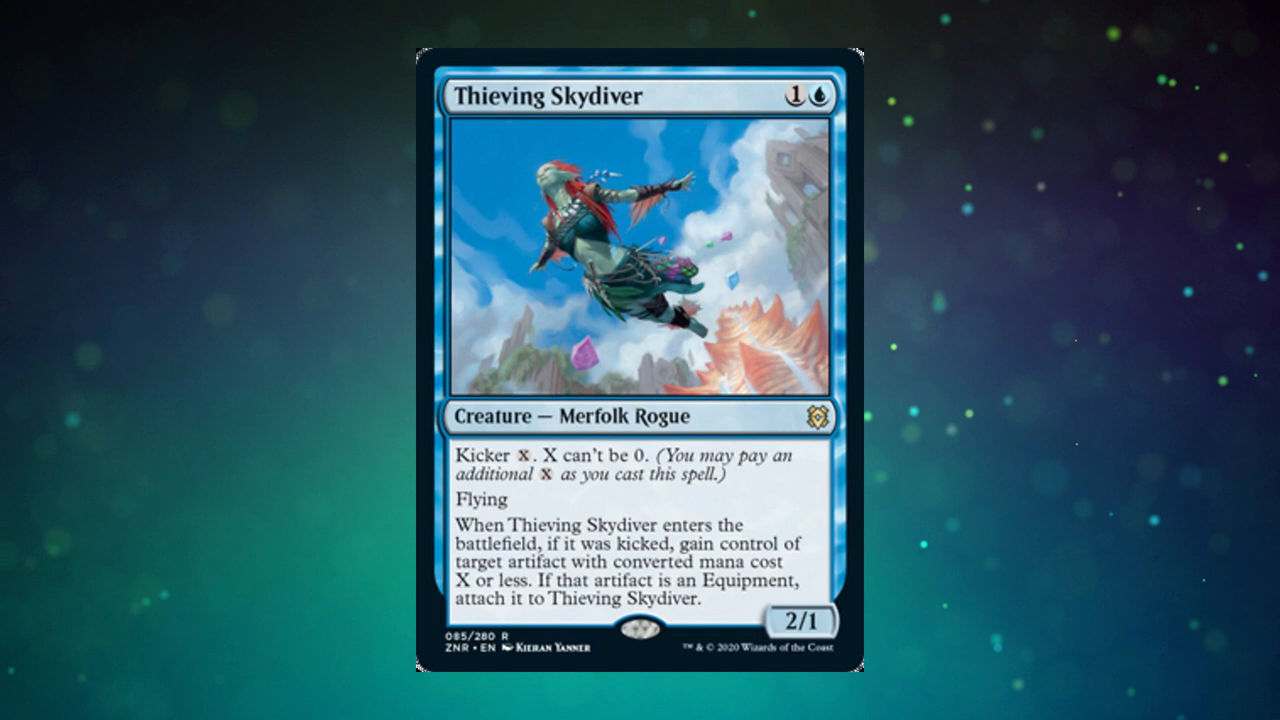 Thieving Skydiver 1
Creature — Merfolk Rogue
Kicker X. X can't be 0. (You may pay an
additional X as you cast this spell.)
Flying
When Thieving Skydiver enters the
battlefield, if it was kicked, gain control of
target artifact with converted mana cost
X or less. If that artifact is an Equipment,
attach it to Thieving Skydiver.
2/1
085/280 R
ZNR • EN Kieran Yanner
™ & © 2020 Wizards of the Coast